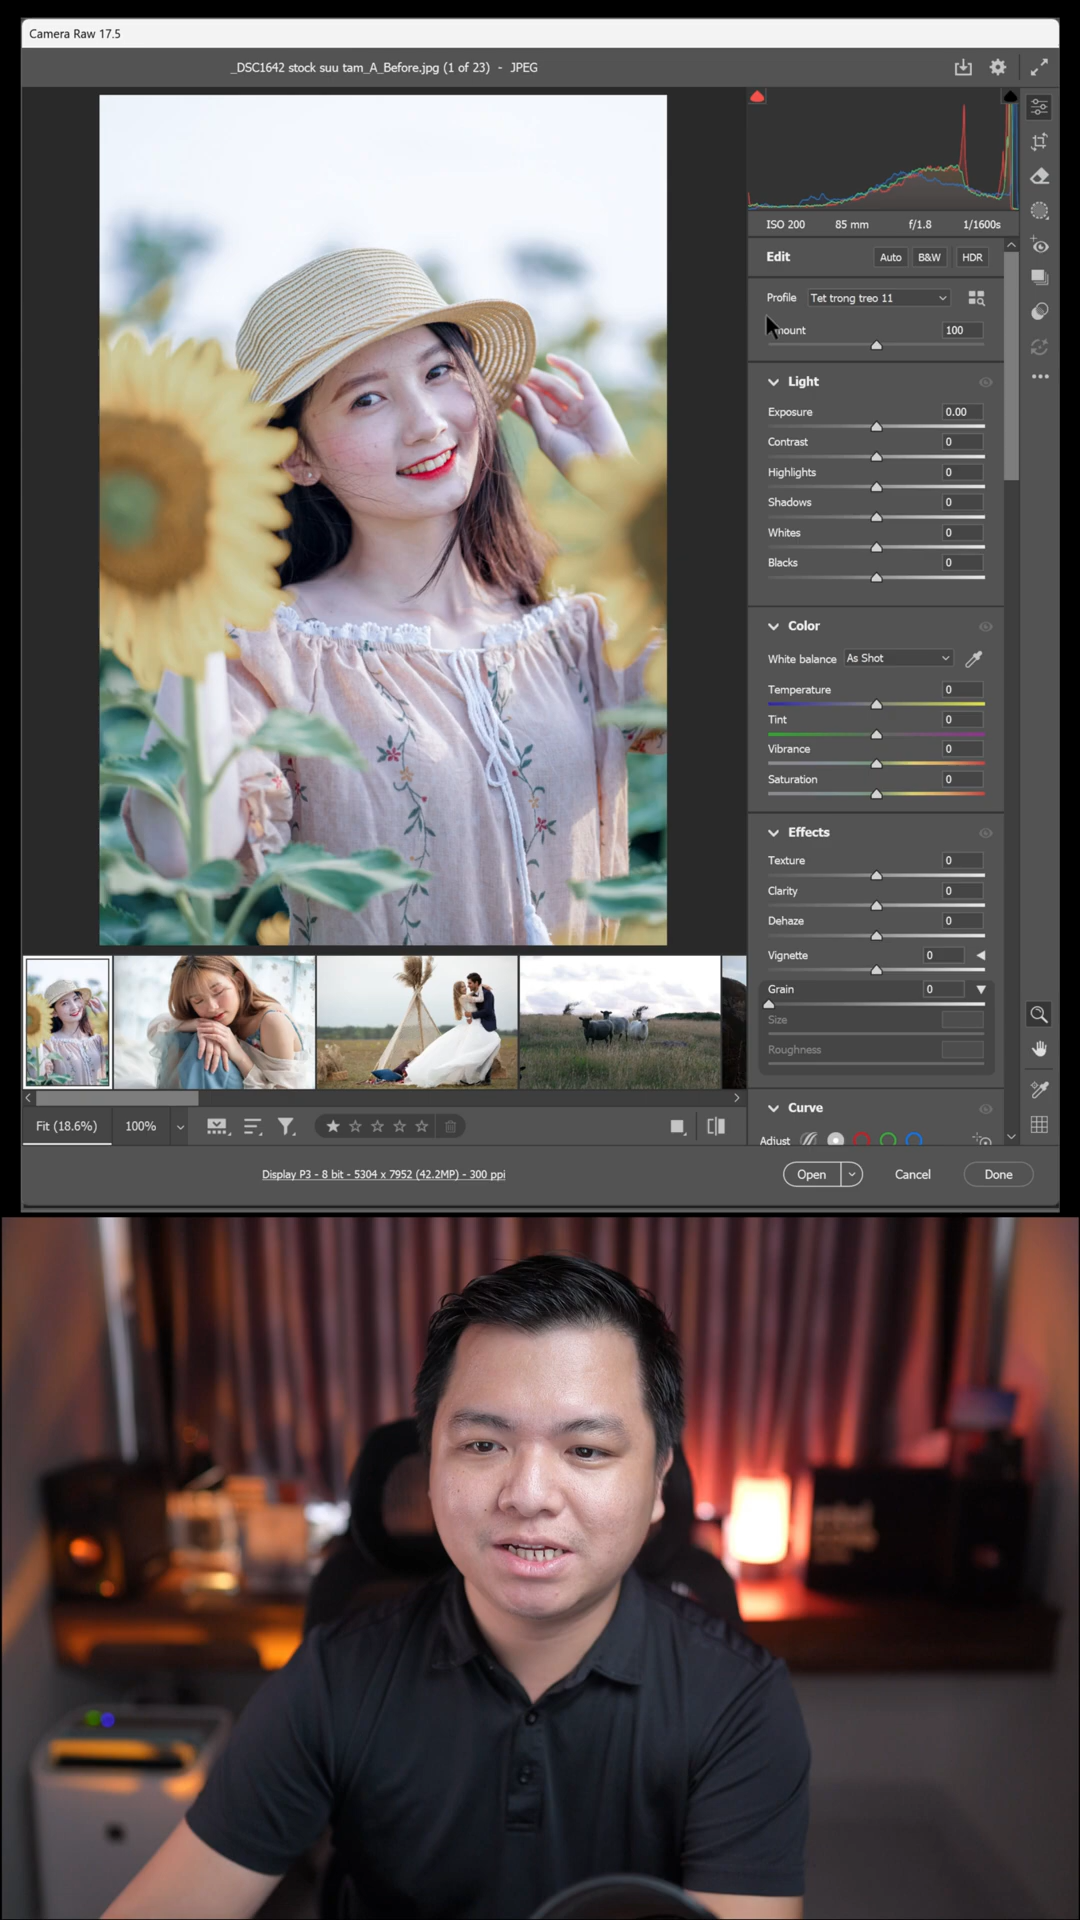 Camera Raw 17.5
_DSC1642 stock suu tam_A_Before.jpg (1 of 23) - JPEG
ISO 200 85 mm f/1.8 1/1600s
Edit Auto B&W HDR
Profile Tet trong treo 11
mount 100
Light
Exposure 0.00
Contrast 0
Highlights 0
Shadows 0
Whites 0
Blacks 0
Color
White balance As Shot
Temperature 0
Tint 0
Vibrance 0
Saturation 0
Effects
Texture 0
Clarity 0
Dehaze 0
Vignette 0
Grain 0
Size
Roughness
Curve
Adjust
Fit (18.6%) 100%
Display P3 - 8 bit - 5304 x 7952 (42.2MP) - 300 ppi
Open Cancel Done